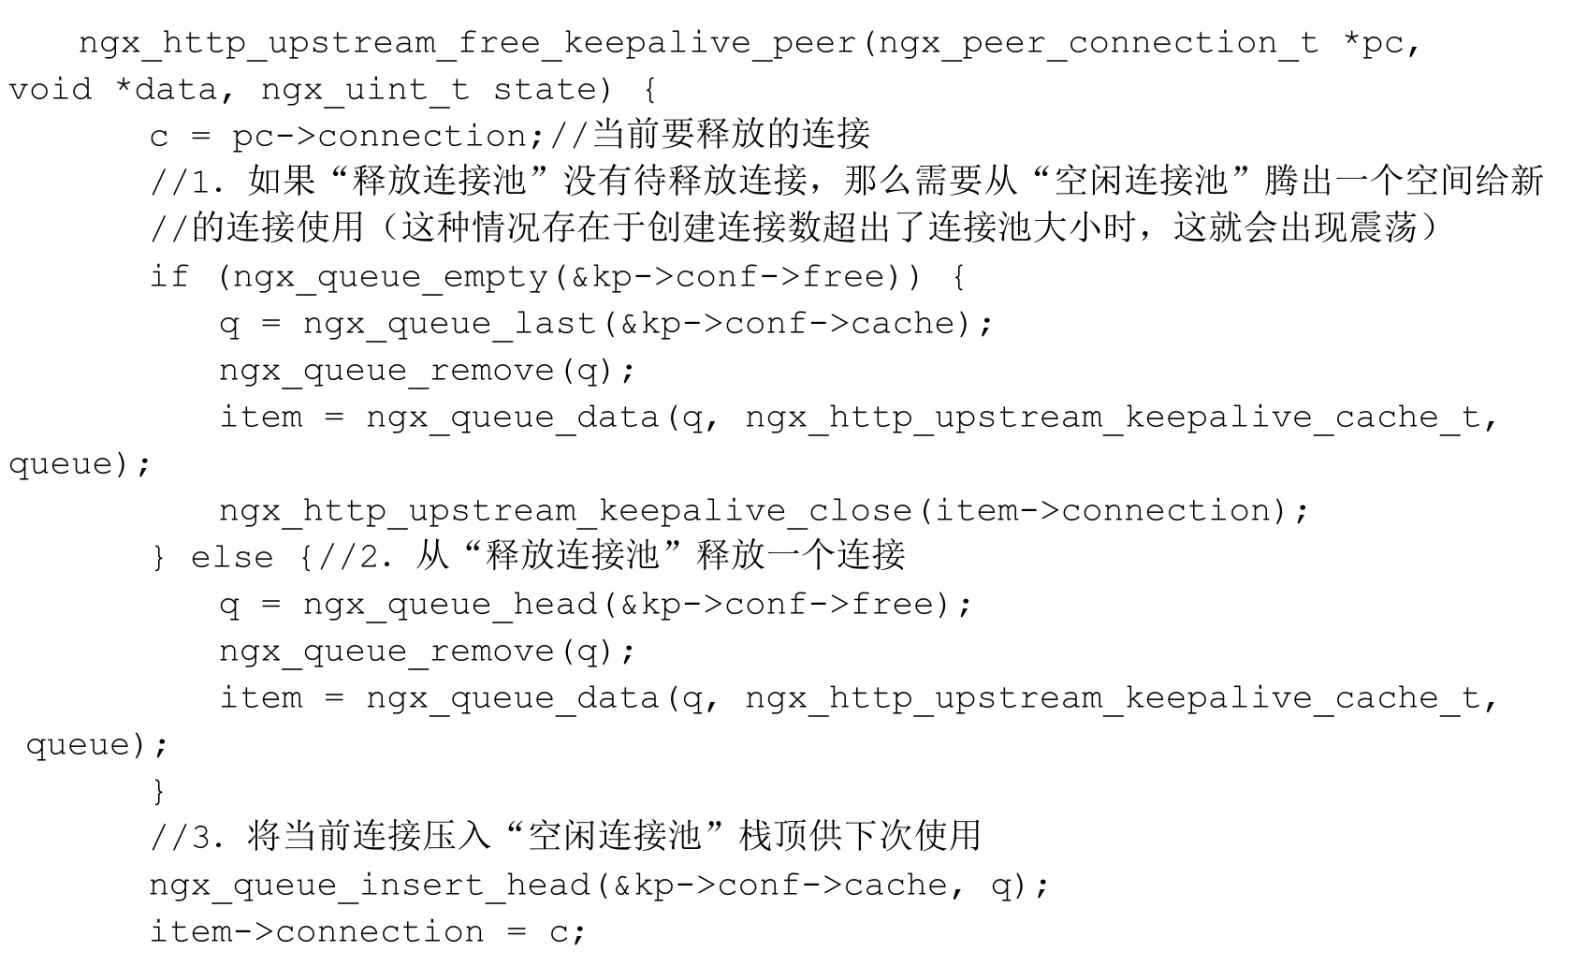 ngx_http_upstream_free_keepalive_peer(ngx_peer_connection_t *pc,
void *data, ngx_uint_t state) {
c = pc->connection;//当前要释放的连接
//1. 如果“释放连接池”没有待释放连接，那么需要从“空闲连接池”腾出一个空间给新
//的连接使用（这种情况存在于创建连接数超出了连接池大小时，这就会出现震荡）
if (ngx_queue_empty(&kp->conf->free)) {
q = ngx_queue_last(&kp->conf->cache);
ngx_queue_remove(q);
item = ngx_queue_data(q, ngx_http_upstream_keepalive_cache_t,
queue);
ngx_http_upstream_keepalive_close(item->connection);
} else {//2. 从“释放连接池”释放一个连接
q = ngx_queue_head(&kp->conf->free);
ngx_queue_remove(q);
item = ngx_queue_data(q, ngx_http_upstream_keepalive_cache_t,
queue);
}
//3. 将当前连接压入“空闲连接池”栈顶供下次使用
ngx_queue_insert_head(&kp->conf->cache, q);
item->connection = c;